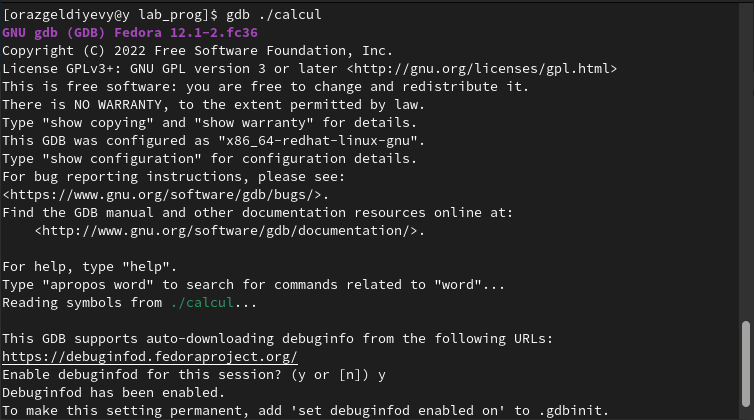 [orazgeldiyevy@y lab_prog]$ gdb ./calcul
GNU gdb (GDB) Fedora 12.1-2.fc36
Copyright (C) 2022 Free Software Foundation, Inc.
License GPLv3+: GNU GPL version 3 or later <http://gnu.org/licenses/gpl.html>
This is free software: you are free to change and redistribute it.
There is NO WARRANTY, to the extent permitted by law.
Type "show copying" and "show warranty" for details.
This GDB was configured as "x86_64-redhat-linux-gnu".
Type "show configuration" for configuration details.
For bug reporting instructions, please see:
<https://www.gnu.org/software/gdb/bugs/>.
Find the GDB manual and other documentation resources online at:
    <http://www.gnu.org/software/gdb/documentation/>.

For help, type "help".
Type "apropos word" to search for commands related to "word"...
Reading symbols from ./calcul...

This GDB supports auto-downloading debuginfo from the following URLs:
https://debuginfod.fedoraproject.org/
Enable debuginfod for this session? (y or [n]) y
Debuginfod has been enabled.
To make this setting permanent, add 'set debuginfod enabled on' to .gdbinit.